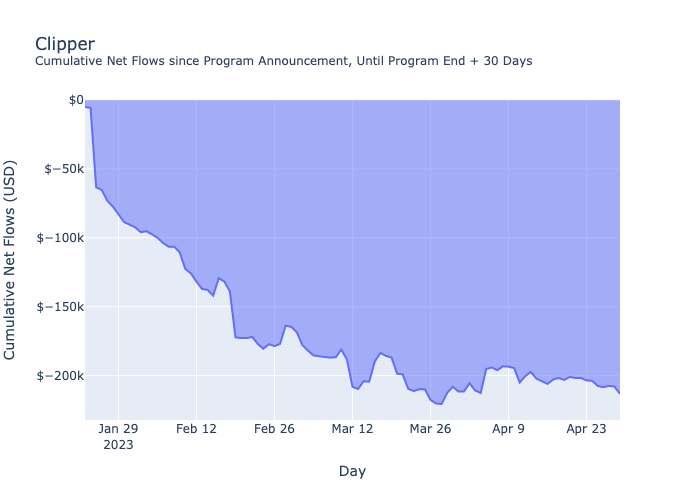 Clipper
Cumulative Net Flows since Program Announcement, Until Program End + 30 Days
Cumulative Net Flows (USD)
$0
$−50k
$−100k
$−150k
$−200k
Jan 29
2023
Feb 12
Feb 26
Mar 12
Mar 26
Apr 9
Apr 23
Day